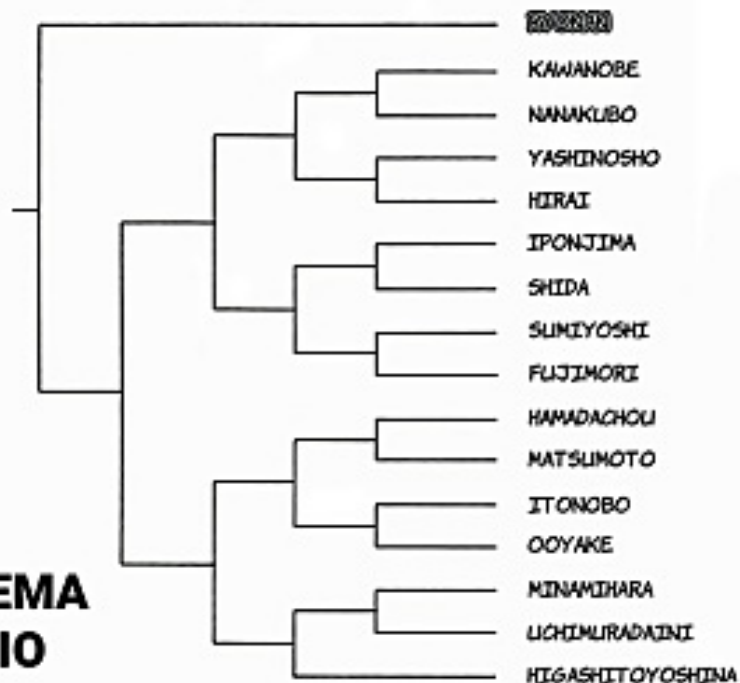 KAWANOBE
NANAKUBO
YASHINOSHO
HIRAI
IPONJIMA
SHIDA
SUMIYOSHI
FUJIMORI
HAMADACHOU
MATSUMOTO
ITONOBO
OOYAKE
MINAMIHARA
UCHIMURADAINI
HIGASHITOYOSHINA
EMA
IO